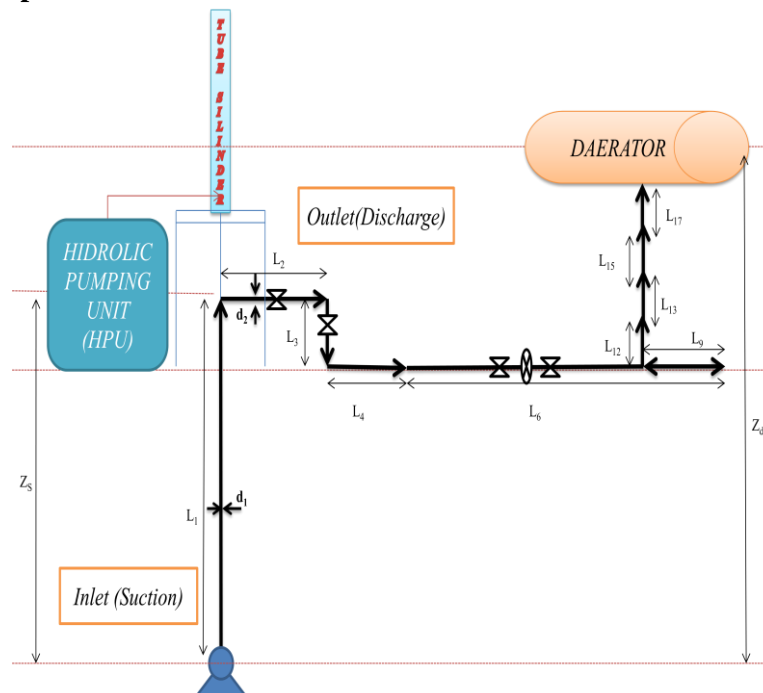 TUBE SILINDER
DAERATOR
Outlet(Discharge)
HIDROLIC
PUMPING
UNIT
(HPU)
L17
L2
L15
d2
L3
L13
L12
L9
L4
L6
Zd
ZS
L1
d1
Inlet (Suction)